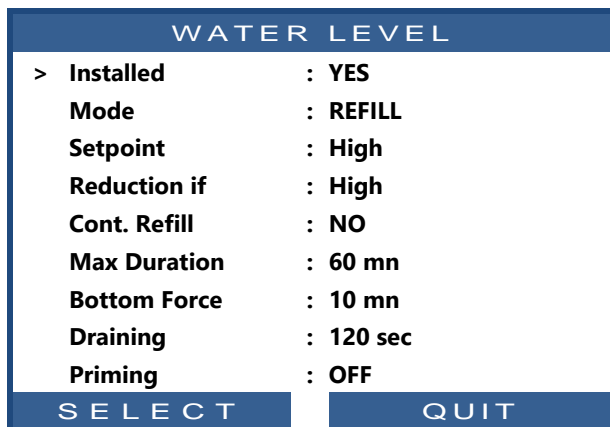 WATER LEVEL
> Installed : YES
Mode : REFILL
Setpoint : High
Reduction if : High
Cont. Refill : NO
Max Duration : 60 mn
Bottom Force : 10 mn
Draining : 120 sec
Priming : OFF
SELECT QUIT